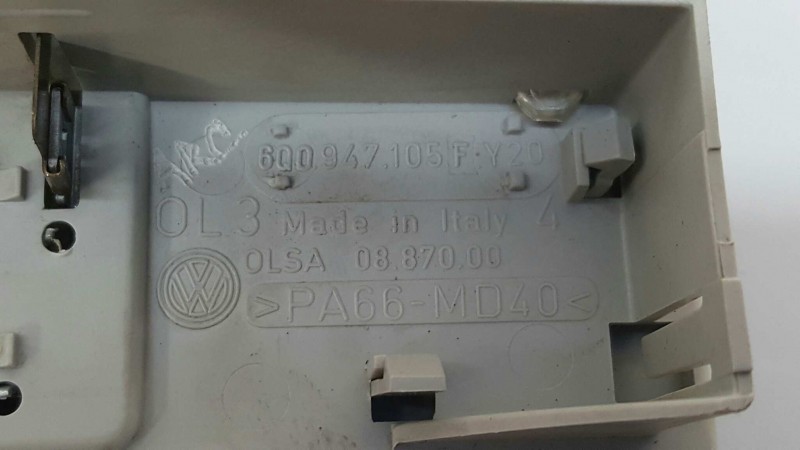 6Q0.947.105 F·Y20
OL3 Made in Italy 4
OLSA 08.870.00
>PA66-MD40<